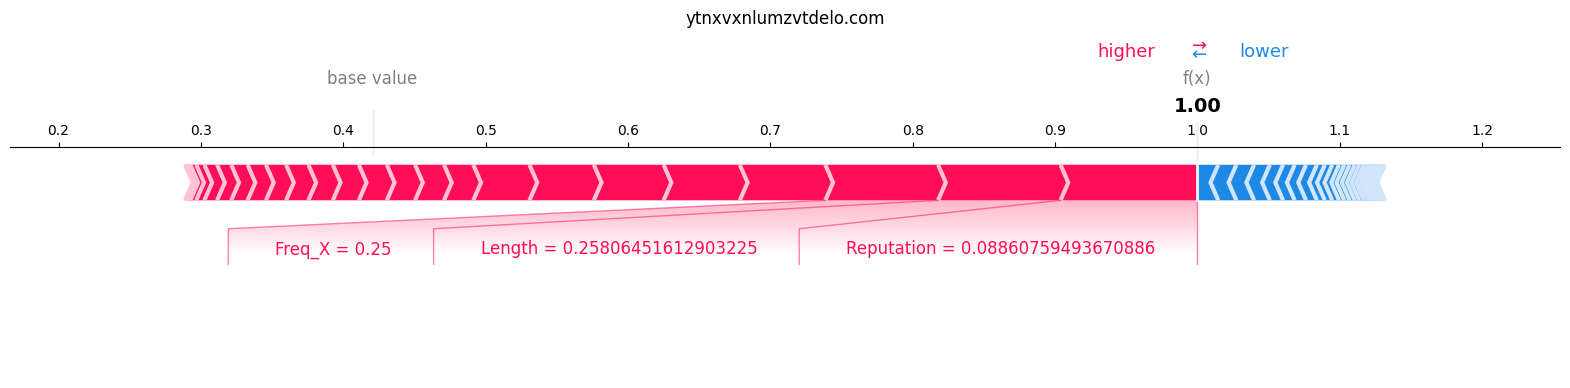 ytnxvxnlumzvtdelo.com
higher ⇄ lower
base value f(x)
1.00
0.2 0.3 0.4 0.5 0.6 0.7 0.8 0.9 1.0 1.1 1.2
Freq_X = 0.25 Length = 0.25806451612903225 Reputation = 0.08860759493670886